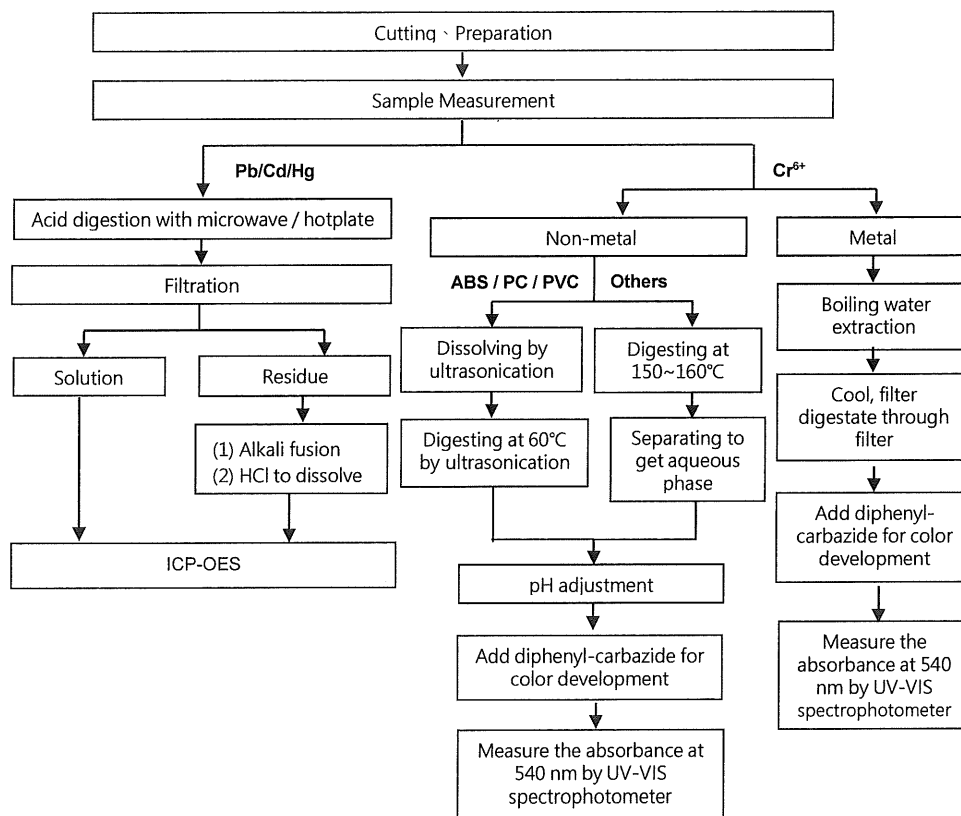 Cutting、Preparation
Sample Measurement
Pb/Cd/Hg
Acid digestion with microwave / hotplate
Filtration
Solution
Residue
(1) Alkali fusion
(2) HCl to dissolve
ICP-OES
Cr⁶⁺
Non-metal
ABS / PC / PVC
Others
Dissolving by
ultrasonication
Digesting at 60℃
by ultrasonication
Digesting at
150~160℃
Separating to
get aqueous
phase
pH adjustment
Add diphenyl-carbazide for
color development
Measure the absorbance at
540 nm by UV-VIS
spectrophotometer
Metal
Boiling water
extraction
Cool, filter
digestate through
filter
Add diphenyl-
carbazide for color
development
Measure the
absorbance at 540
nm by UV-VIS
spectrophotometer